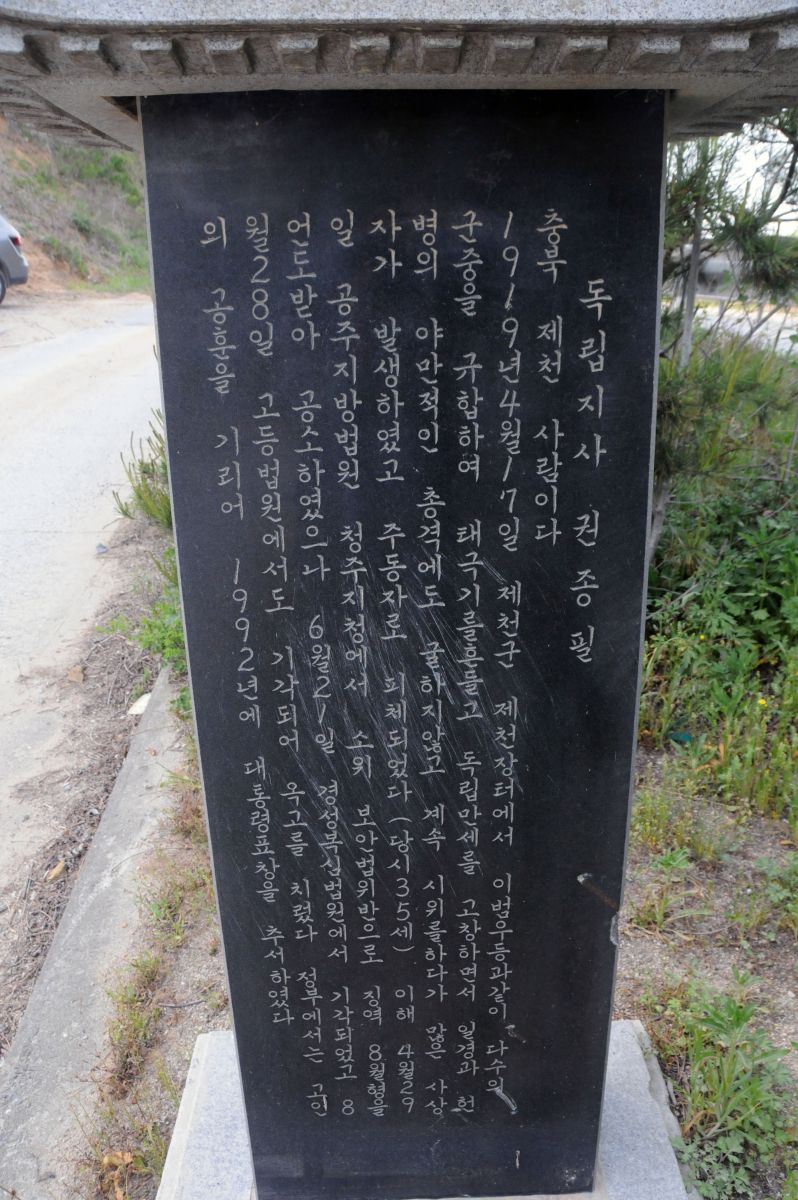 독립지사 권종필
충북 제천 사람이다
1919년4월17일 제천군 제천장터에서 이범우등과같이 다수의
군중을 규합하여 태극기를흔들고 독립만세를 고창하면서 일경과 헌
병의 야만적인 총격에도 굴하지않고 계속 시위를하다가 많은 사상
자가 발생하였고 주동자로 피체되었다 (당시35세) 이해 4월29
일 공주지방법원 청주지청에서 소위 보안법위반으로 징역 8월형을
언도받아 공소하였으나 6월21일 경성복심법원에서 기각되었고 8
월28일 고등법원에서도 기각되어 옥고를 치렀다 정부에서는 고인
의 공훈을 기리어 1992년에 대통령표창을 추서하였다